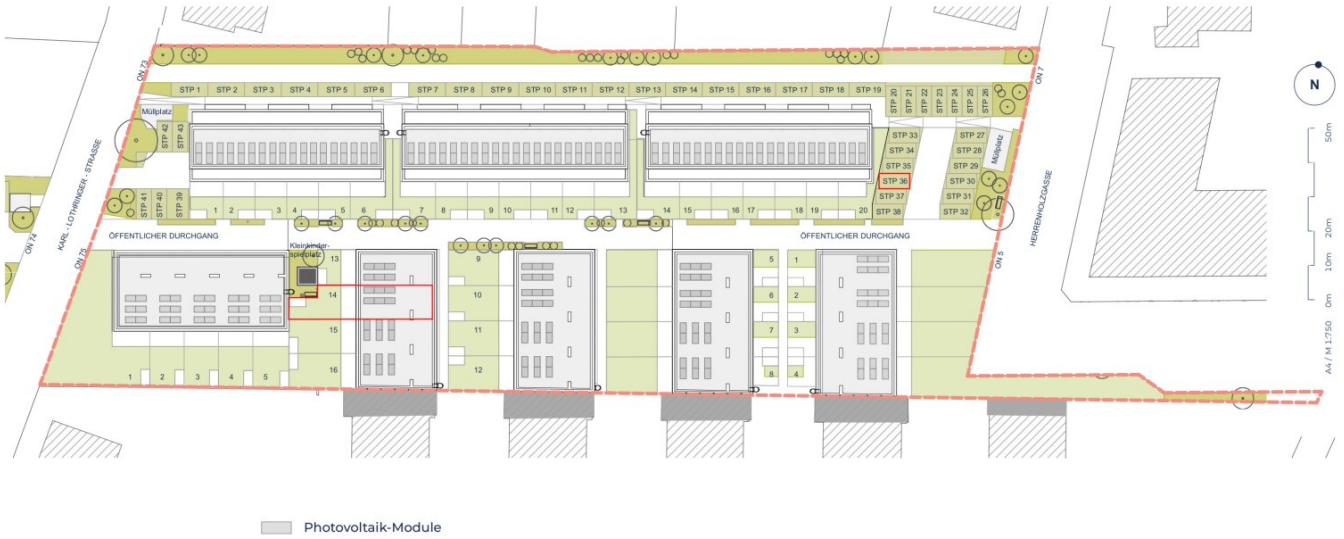 ON 73
ON 7
STP 1 STP 2 STP 3 STP 4 STP 5 STP 6 STP 7 STP 8 STP 9 STP 10 STP 11 STP 12 STP 13 STP 14 STP 15 STP 16 STP 17 STP 18 STP 19 STP 20 STP 21 STP 22 STP 23 STP 24 STP 25 STP 26
N
Müllplatz
STP 42 STP 43
STP 33 STP 27
STP 34 STP 28
STP 35 STP 29
STP 36 STP 30
STP 37 STP 31
STP 38 STP 32
Müllplatz
KARL - LOTHRINGER - STRASSE
HERRENHOLZGASSE
STP 41 STP 40 STP 39
1 2 3 4 5 6 7 8 9 10 11 12 13 14 15 16 17 18 19 20
ON 74
ON 75
ÖFFENTLICHER DURCHGANG
ÖFFENTLICHER DURCHGANG
ON 5
Kleinkinder-
spielplatz
13 9 5 1
14 10 6 2
15 11 7 3
16 12 8 4
1 2 3 4 5
50m
20m
10m
0m
A4 / M 1:750
Photovoltaik-Module